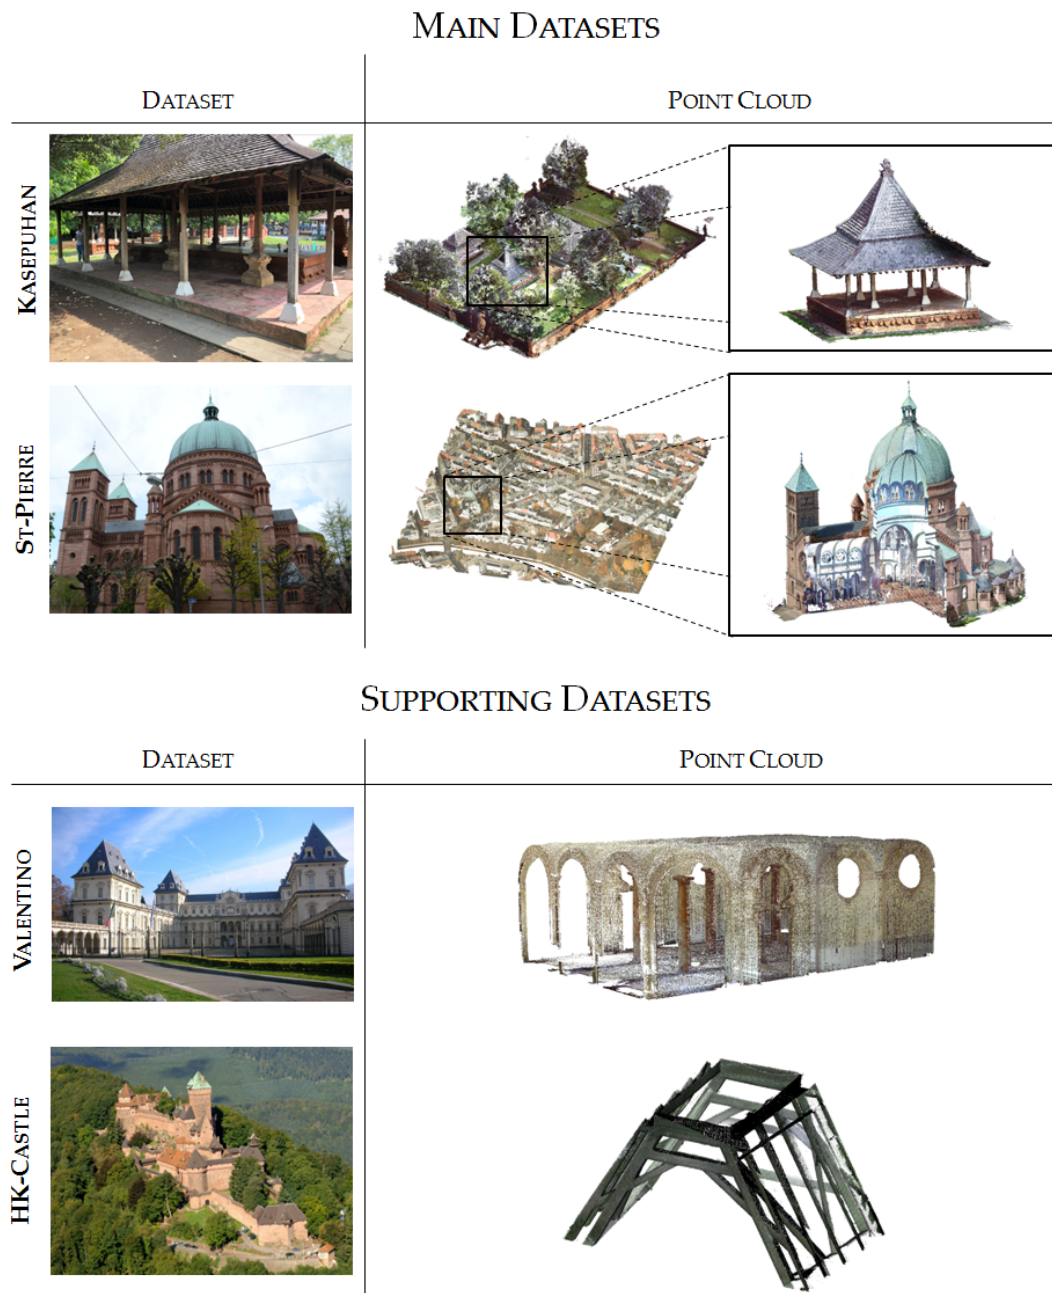 MAIN DATASETS
DATASET
POINT CLOUD
KASEPUHAN
ST-PIERRE
SUPPORTING DATASETS
DATASET
POINT CLOUD
VALENTINO
HK-CASTLE